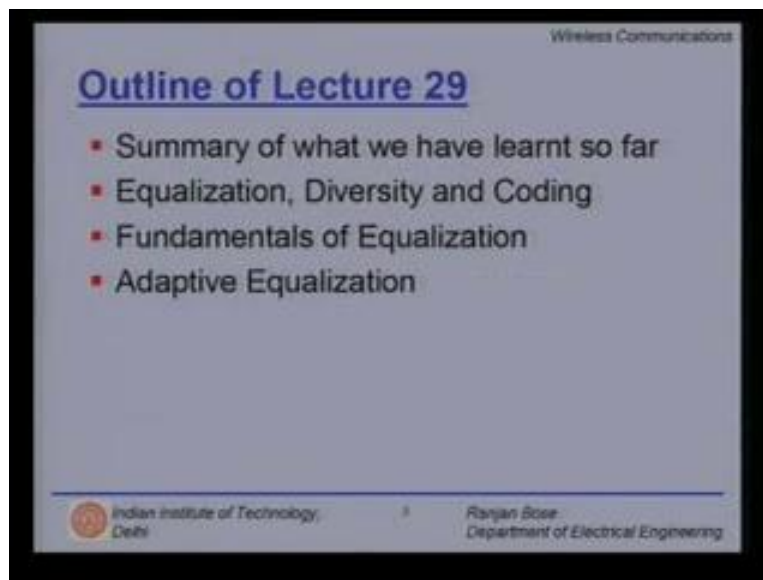 Wireless Communications
Outline of Lecture 29
Summary of what we have learnt so far
Equalization, Diversity and Coding
Fundamentals of Equalization
Adaptive Equalization
Indian Institute of Technology,
Delhi
Ranjan Bose
Department of Electrical Engineering